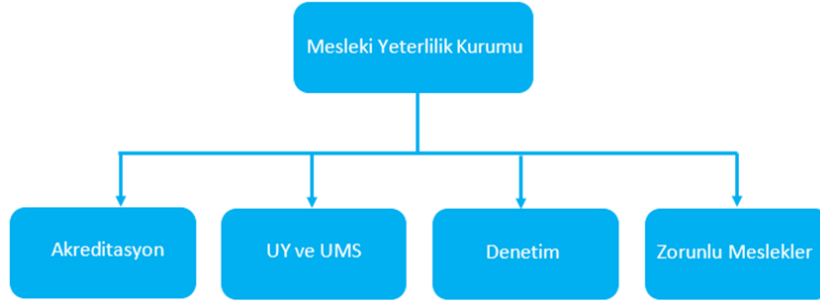 Mesleki Yeterlilik Kurumu
Akreditasyon
UY ve UMS
Denetim
Zorunlu Meslekler